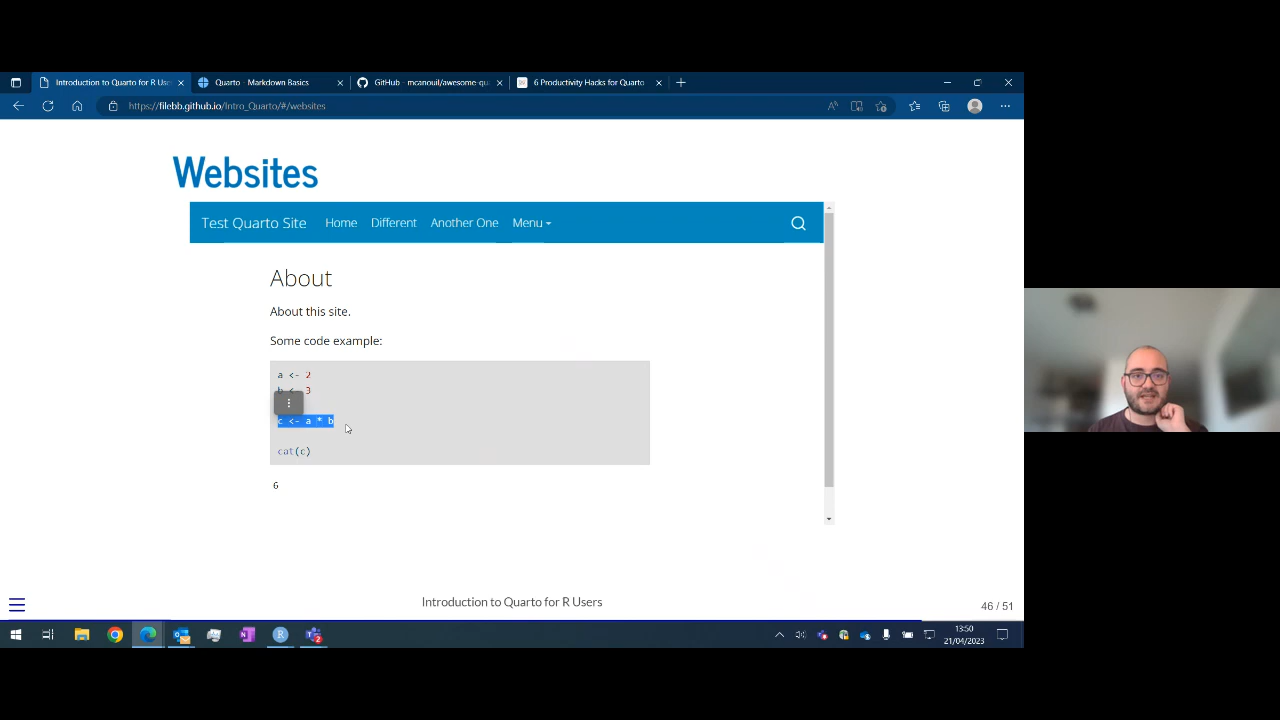 Introduction to Quarto for R Use
Quarto - Markdown Basics
GitHub - mcanouil/awesome-qu
6 Productivity Hacks for Quarto
https://filebb.github.io/Intro_Quarto/#/websites
Websites
Test Quarto Site Home Different Another One Menu
About
About this site.
Some code example:
a <- 2
b <- 3
c <- a * b
cat(c)
6
Introduction to Quarto for R Users
46 / 51
13:50
21/04/2023